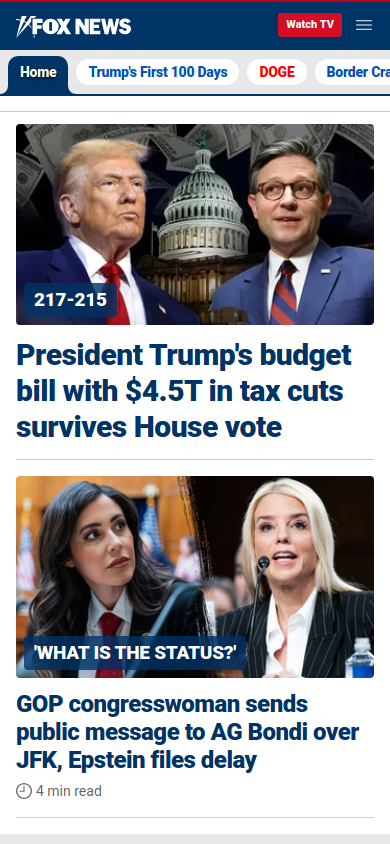 FOX NEWS
Watch TV
Home
Trump's First 100 Days
DOGE
Border Cra
217-215
President Trump's budget
bill with $4.5T in tax cuts
survives House vote
'WHAT IS THE STATUS?'
GOP congresswoman sends
public message to AG Bondi over
JFK, Epstein files delay
4 min read